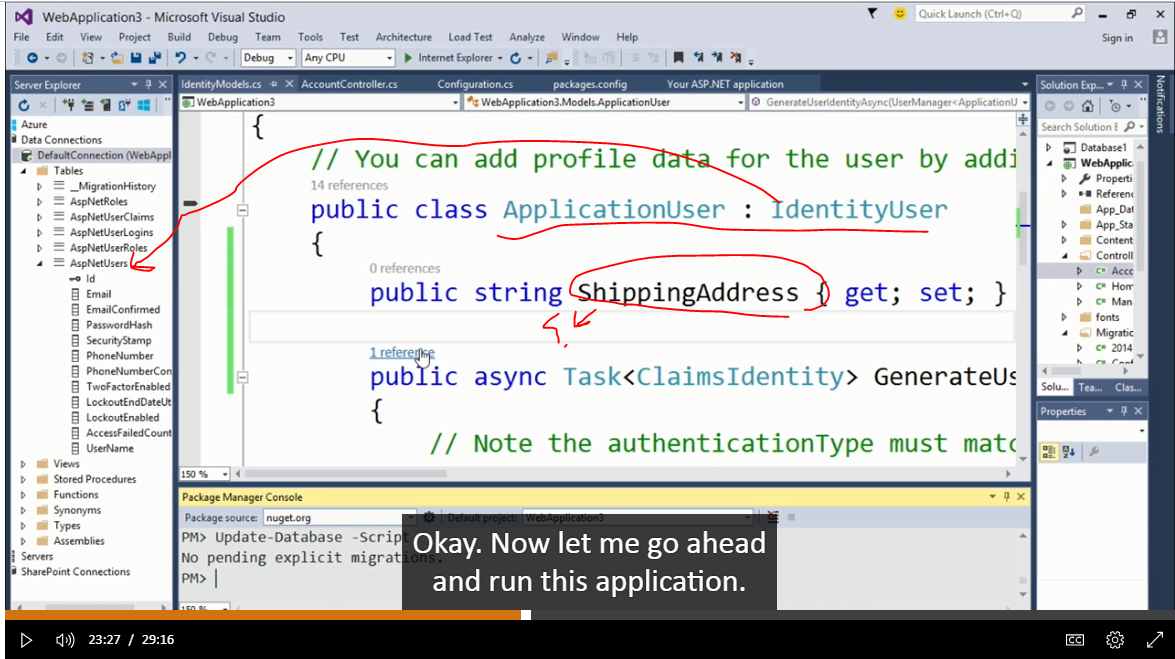 WebApplication3 - Microsoft Visual Studio
Quick Launch (Ctrl+Q)
File Edit View Project Build Debug Team Tools Test Architecture Load Test Analyze Window Help
Sign in
Debug Any CPU Internet Explorer
Server Explorer
Azure
Data Connections
DefaultConnection (WebAppl
Tables
__MigrationHistory
AspNetRoles
AspNetUserClaims
AspNetUserLogins
AspNetUserRoles
AspNetUsers
Id
Email
EmailConfirmed
PasswordHash
SecurityStamp
PhoneNumber
PhoneNumberCon
TwoFactorEnabled
LockoutEndDateUt
LockoutEnabled
AccessFailedCount
UserName
Views
Stored Procedures
Functions
Synonyms
Types
Assemblies
Servers
SharePoint Connections
IdentityModels.cs AccountController.cs Configuration.cs packages.config Your ASP.NET application
WebApplication3 WebApplication3.Models.ApplicationUser GenerateUserIdentityAsync(UserManager<ApplicationU
{
// You can add profile data for the user by addi
14 references
public class ApplicationUser : IdentityUser
{
0 references
public string ShippingAddress { get; set; }
1 reference
public async Task<ClaimsIdentity> GenerateUs
{
// Note the authenticationType must matc
150 %
Package Manager Console
Package source: nuget.org Default project: WebApplication3
PM> Update-Database -Script
No pending explicit migrations.
PM>
150 %
Okay. Now let me go ahead
and run this application.
Solution Exp...
Search Solution E
Database1
WebApplic
Properti
Referenc
App_Dat
App_Sta
Content
Controll
Acco
Hom
Man
fonts
Migratic
2014
Confi
Solu... Tea... Clas...
Properties
Notifications
23:27 / 29:16
CC